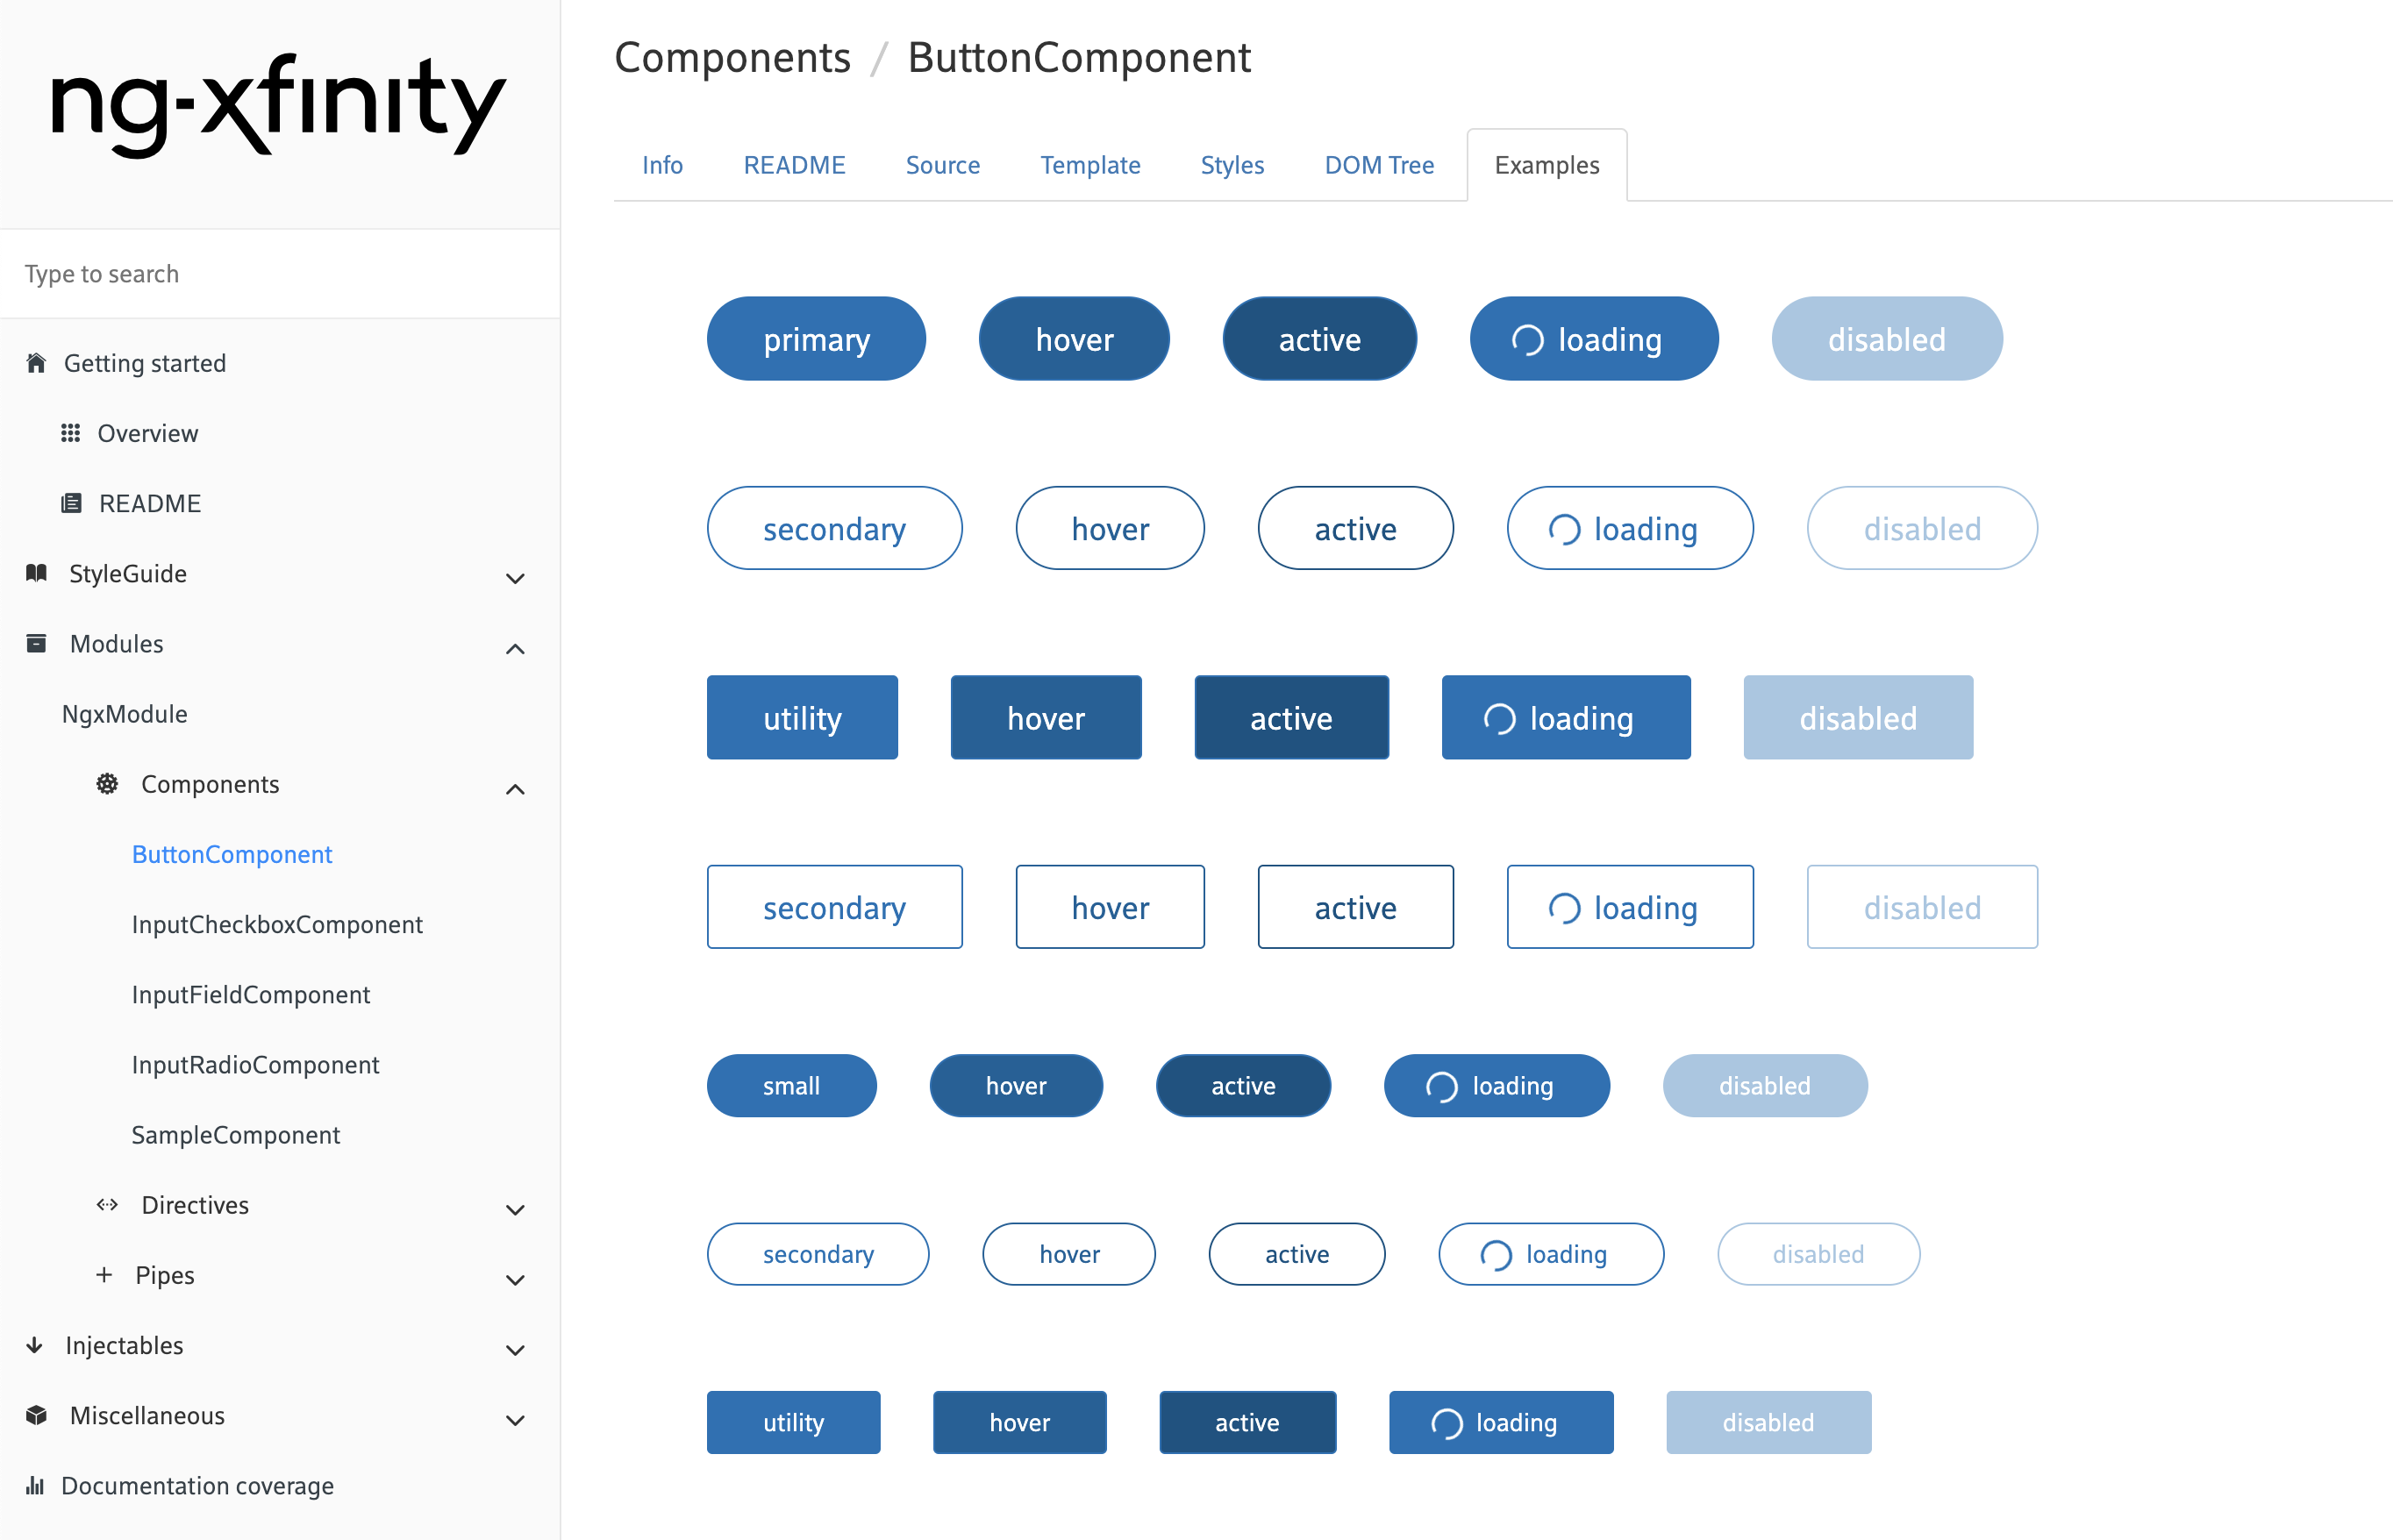 ng-xfinity
Type to search
Getting started
Overview
README
StyleGuide
Modules
NgxModule
Components
ButtonComponent
InputCheckboxComponent
InputFieldComponent
InputRadioComponent
SampleComponent
Directives
Pipes
Injectables
Miscellaneous
Documentation coverage
Components / ButtonComponent
Info README Source Template Styles DOM Tree Examples
primary hover active loading disabled
secondary hover active loading disabled
utility hover active loading disabled
secondary hover active loading disabled
small hover active loading disabled
secondary hover active loading disabled
utility hover active loading disabled